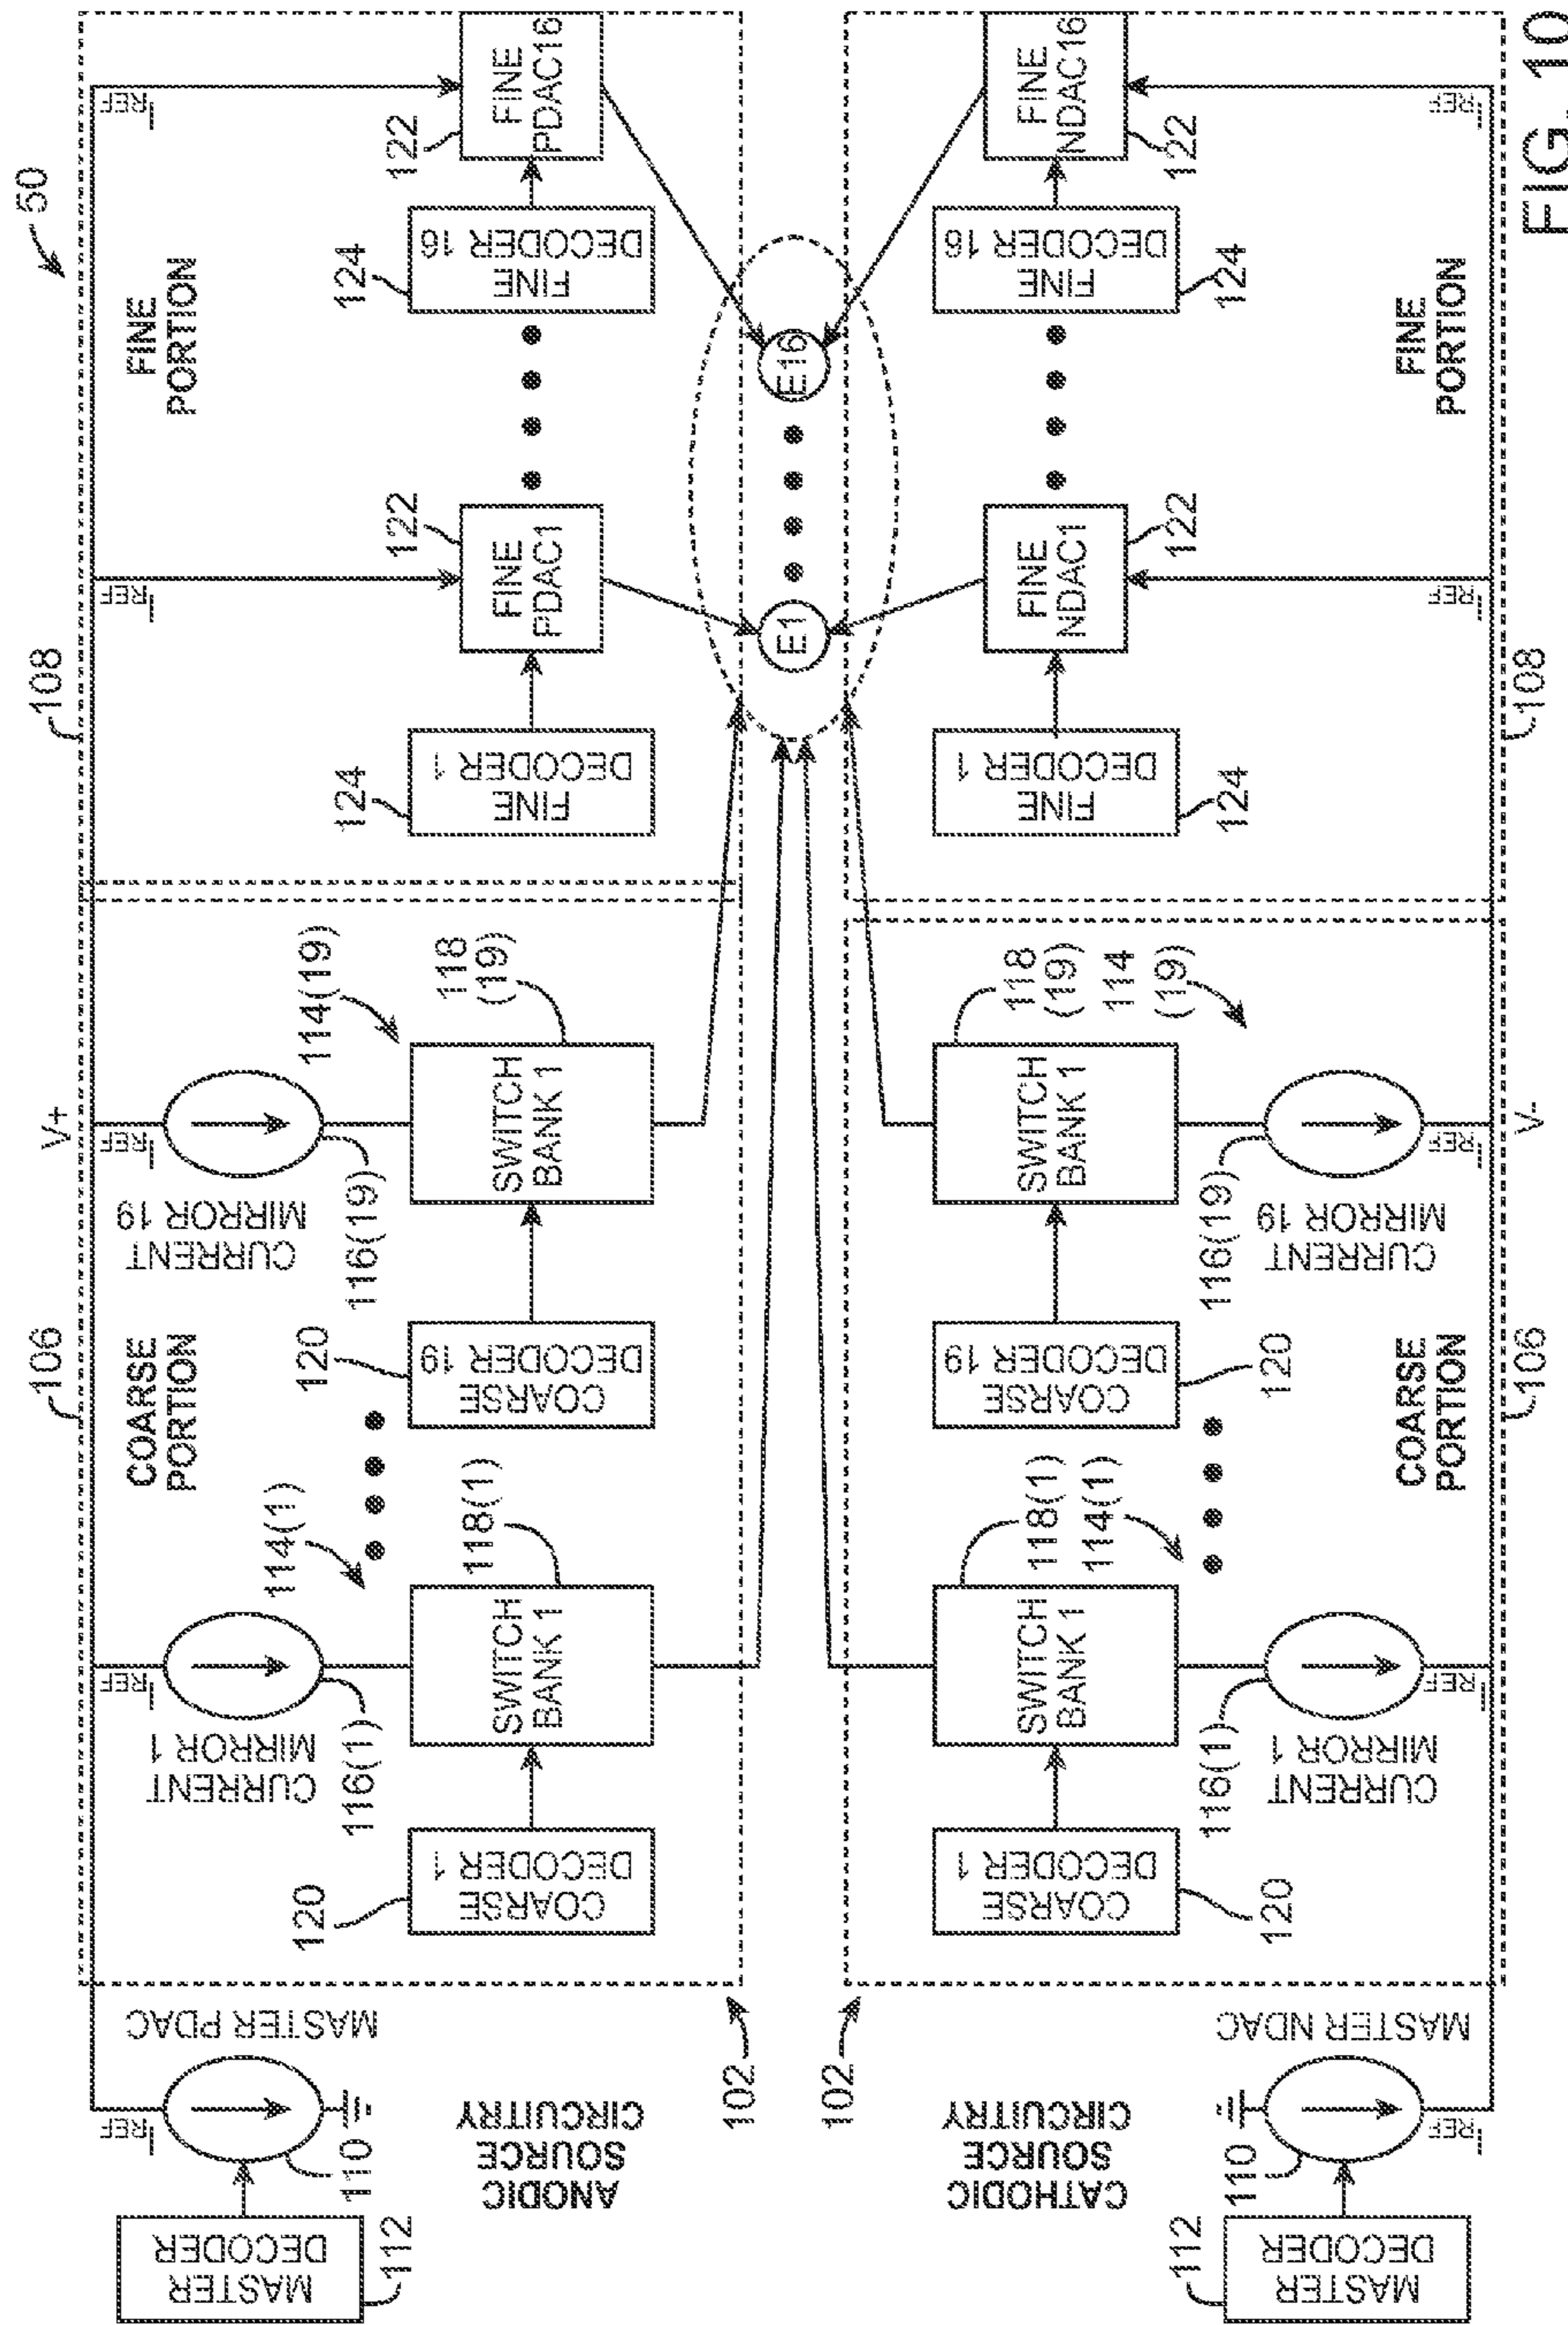 50
108
106
V+
I REF
I REF
I REF
I REF
I REF
FINE
PORTION
COARSE
PORTION
MASTER PDAC
MASTER
DECODER
112
110
CURRENT
MIRROR 1
116(1)
114(1)
CURRENT
MIRROR 19
116(19)
114(19)
120
COARSE
DECODER 1
SWITCH
BANK 1
118(1)
120
COARSE
DECODER 19
SWITCH
BANK 1
118
(19)
124
FINE
DECODER 1
FINE
PDAC1
122
124
FINE
DECODER 16
FINE
PDAC16
122
ANODIC
SOURCE
CIRCUITRY
102
E1
E16
102
CATHODIC
SOURCE
CIRCUITRY
COARSE
DECODER 1
120
SWITCH
BANK 1
118(1)
114(1)
COARSE
DECODER 19
120
SWITCH
BANK 1
118
(19)
114
(19)
FINE
DECODER 1
124
FINE
NDAC1
122
FINE
DECODER 16
124
FINE
NDAC16
122
MASTER NDAC
112
MASTER
DECODER
110
116(1)
CURRENT
MIRROR 1
116(19)
CURRENT
MIRROR 19
COARSE
PORTION
FINE
PORTION
I REF
I REF
I REF
I REF
I REF
V-
106
108
FIG. 10